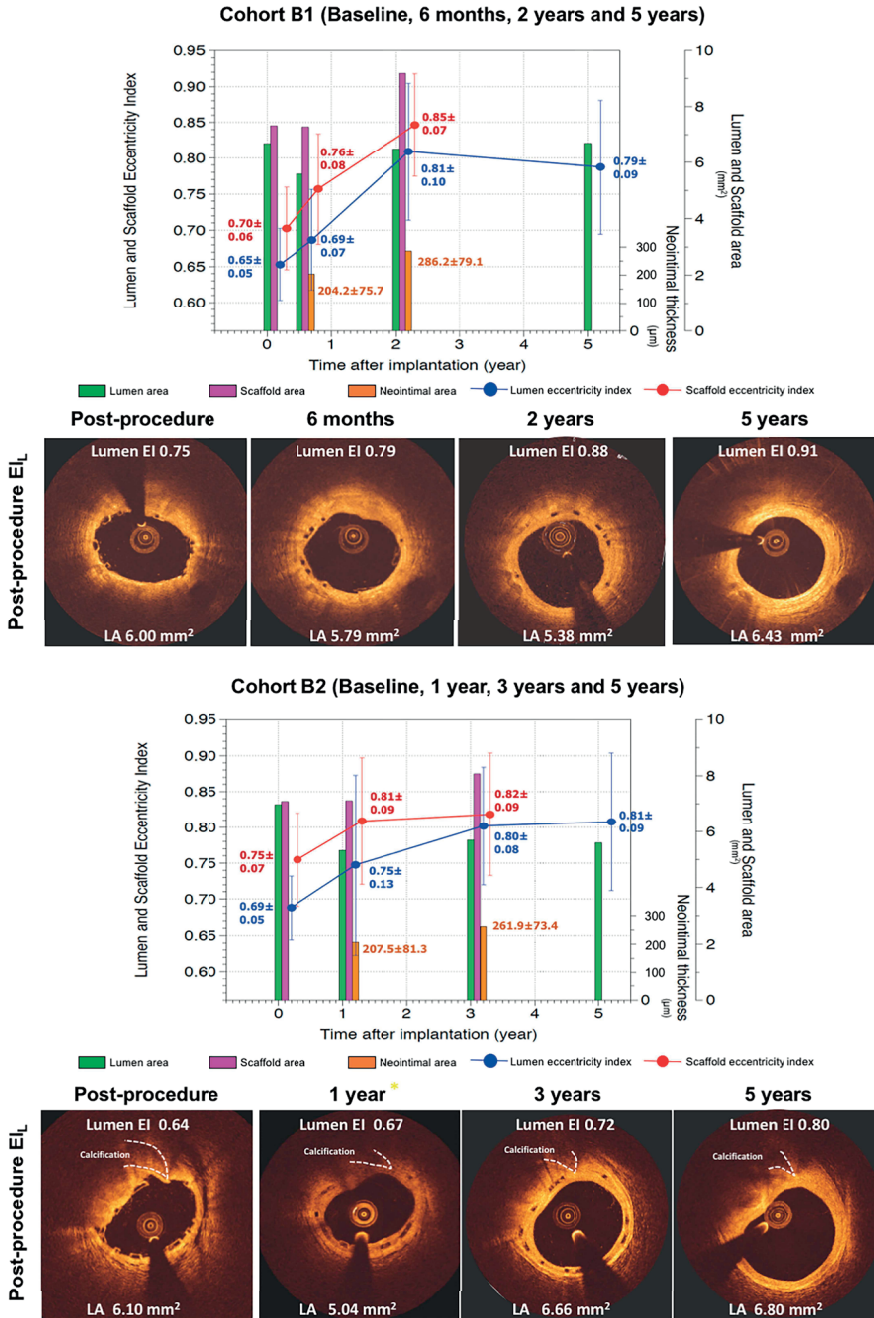 Cohort B1 (Baseline, 6 months, 2 years and 5 years)
Lumen and Scaffold Eccentricity Index
0.95
0.90
0.85
0.80
0.75
0.70
0.65
0.60
0.70±
0.06
0.76±
0.08
0.85±
0.07
0.65±
0.05
0.69±
0.07
0.81±
0.10
0.79±
0.09
204.2±75.7
286.2±79.1
300
200
100
0
Neointimal thickness
(μm)
10
8
6
4
2
0
Lumen and Scaffold area
(mm²)
0 1 2 3 4 5
Time after implantation (year)
Lumen area Scaffold area Neointimal area Lumen eccentricity index Scaffold eccentricity index
Post-procedure 6 months 2 years 5 years
Post-procedure EI_L
Lumen EI 0.75 Lumen EI 0.79 Lumen EI 0.88 Lumen EI 0.91
LA 6.00 mm² LA 5.79 mm² LA 5.38 mm² LA 6.43 mm²
Cohort B2 (Baseline, 1 year, 3 years and 5 years)
Lumen and Scaffold Eccentricity Index
0.95
0.90
0.85
0.80
0.75
0.70
0.65
0.60
0.75±
0.07
0.81±
0.09
0.82±
0.09
0.69±
0.05
0.75±
0.13
0.80±
0.08
0.81±
0.09
207.5±81.3
261.9±73.4
300
200
100
0
Neointimal thickness
(μm)
10
8
6
4
2
0
Lumen and Scaffold area
(mm²)
0 1 2 3 4 5
Time after implantation (year)
Lumen area Scaffold area Neointimal area Lumen eccentricity index Scaffold eccentricity index
Post-procedure 1 year * 3 years 5 years
Post-procedure EI_L
Lumen EI 0.64 Lumen EI 0.67 Lumen EI 0.72 Lumen EI 0.80
Calcification Calcification Calcification Calcification
LA 6.10 mm² LA 5.04 mm² LA 6.66 mm² LA 6.80 mm²